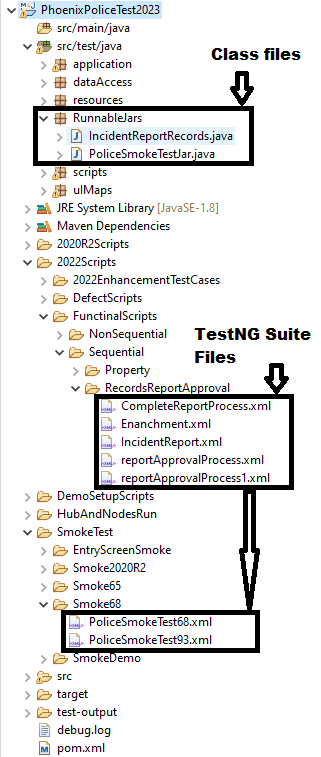 PhoenixPoliceTest2023
src/main/java
src/test/java
Class files
application
dataAccess
resources
RunnableJars
IncidentReportRecords.java
PoliceSmokeTestJar.java
scripts
uIMaps
JRE System Library [JavaSE-1.8]
Maven Dependencies
2020R2Scripts
2022Scripts
2022EnhancementTestCases
DefectScripts
FunctinalScripts
NonSequential
TestNG Suite
Files
Sequential
Property
RecordsReportApproval
CompleteReportProcess.xml
Enanchment.xml
IncidentReport.xml
reportApprovalProcess.xml
reportApprovalProcess1.xml
DemoSetupScripts
HubAndNodesRun
SmokeTest
EntryScreenSmoke
Smoke2020R2
Smoke65
Smoke68
PoliceSmokeTest68.xml
PoliceSmokeTest93.xml
SmokeDemo
src
target
test-output
debug.log
pom.xml